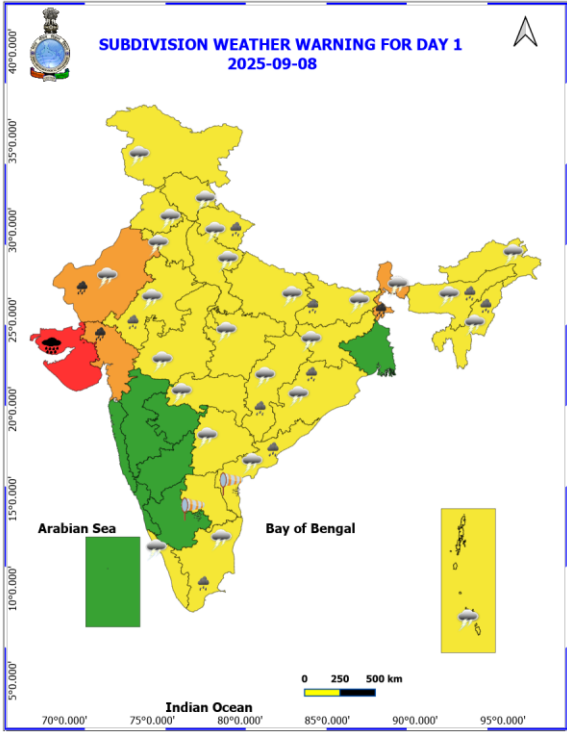 SUBDIVISION WEATHER WARNING FOR DAY 1
2025-09-08
40°0.000'
35°0.000'
30°0.000'
25°0.000'
20°0.000'
15°0.000'
10°0.000'
5°0.000'
Arabian Sea
Bay of Bengal
0 250 500 km
Indian Ocean
70°0.000' 75°0.000' 80°0.000' 85°0.000' 90°0.000' 95°0.000'